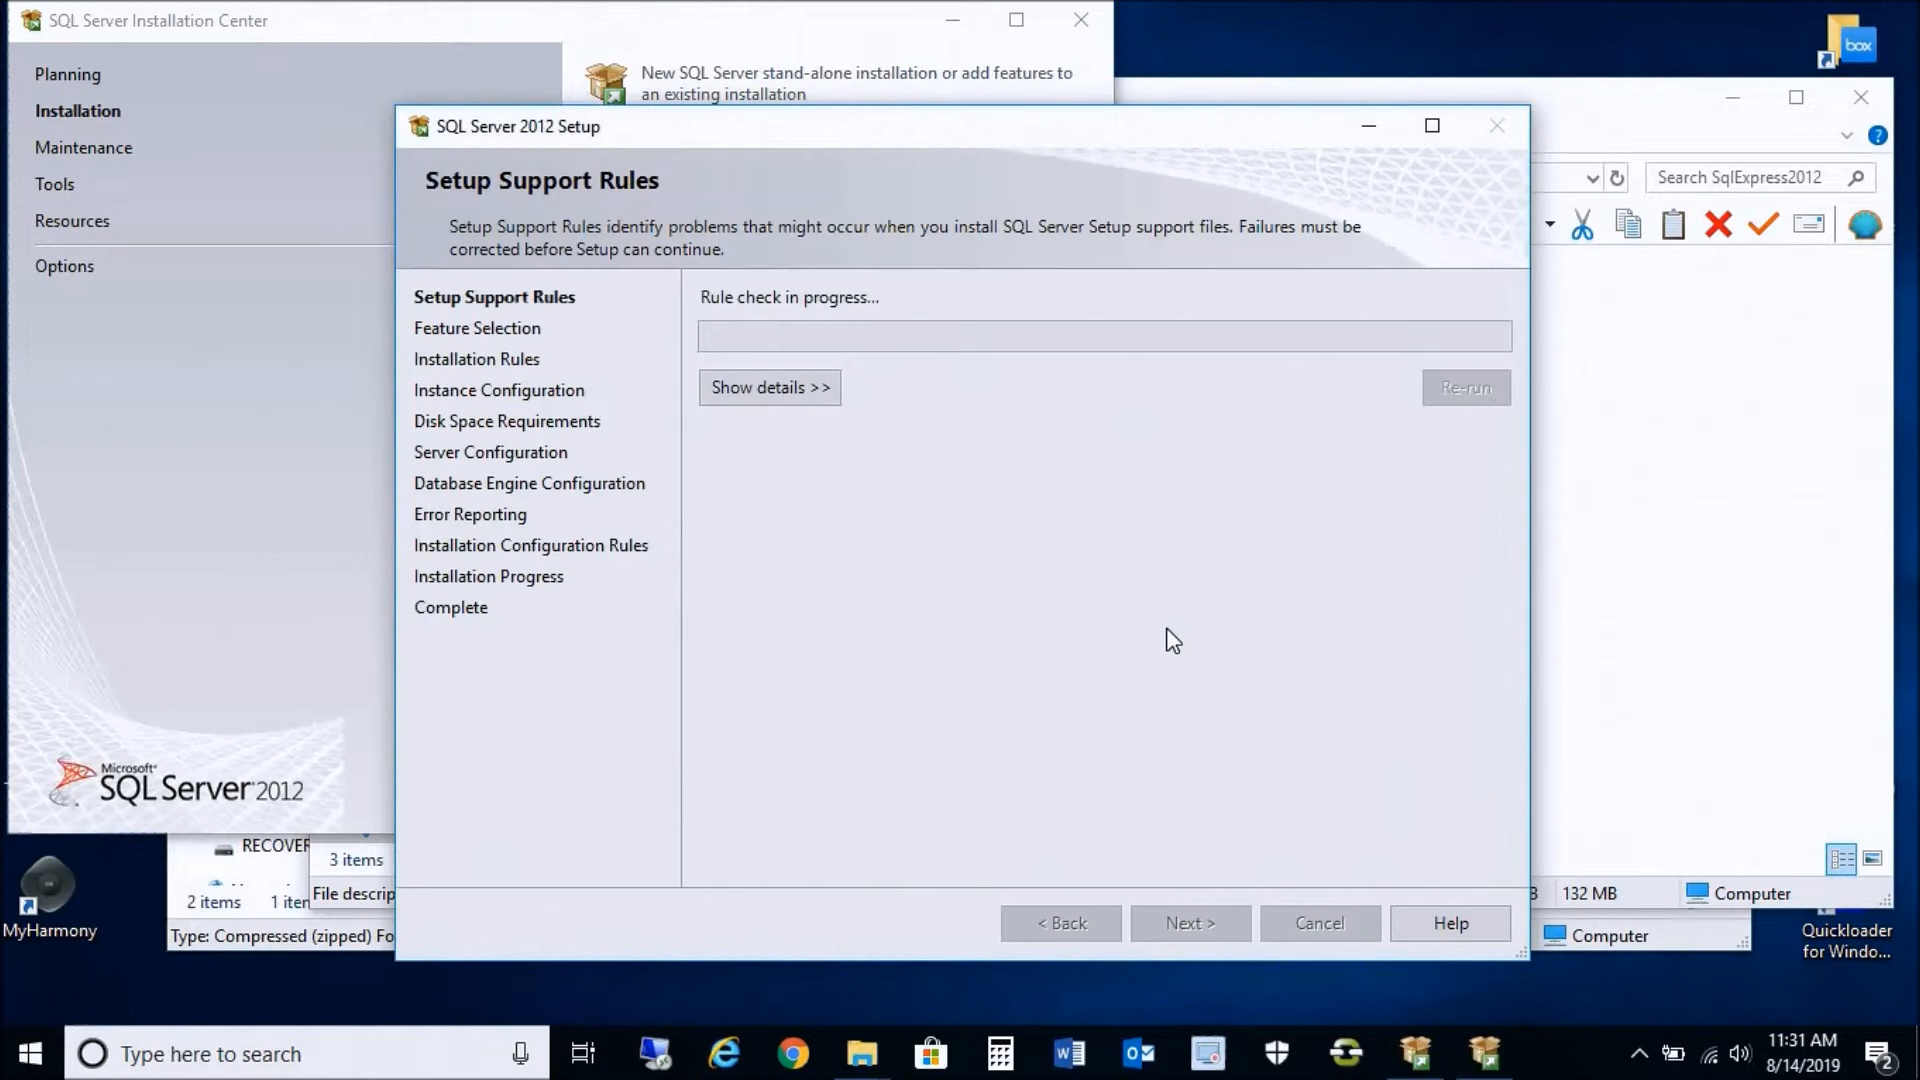 SQL Server Installation Center
Planning
Installation
Maintenance
Tools
Resources
Options
New SQL Server stand-alone installation or add features to
an existing installation
box
SQL Server 2012 Setup
Setup Support Rules
Setup Support Rules identify problems that might occur when you install SQL Server Setup support files. Failures must be
corrected before Setup can continue.
Setup Support Rules
Feature Selection
Installation Rules
Instance Configuration
Disk Space Requirements
Server Configuration
Database Engine Configuration
Error Reporting
Installation Configuration Rules
Installation Progress
Complete
Rule check in progress...
Show details >>
Re-run
< Back
Next >
Cancel
Help
Search SqlExpress2012
Microsoft®
SQL Server® 2012
RECOVER
3 items
2 items
File descrip
Type: Compressed (zipped) Fo
132 MB
Computer
Computer
MyHarmony
Quickloader
for Windo...
Type here to search
11:31 AM
8/14/2019
2